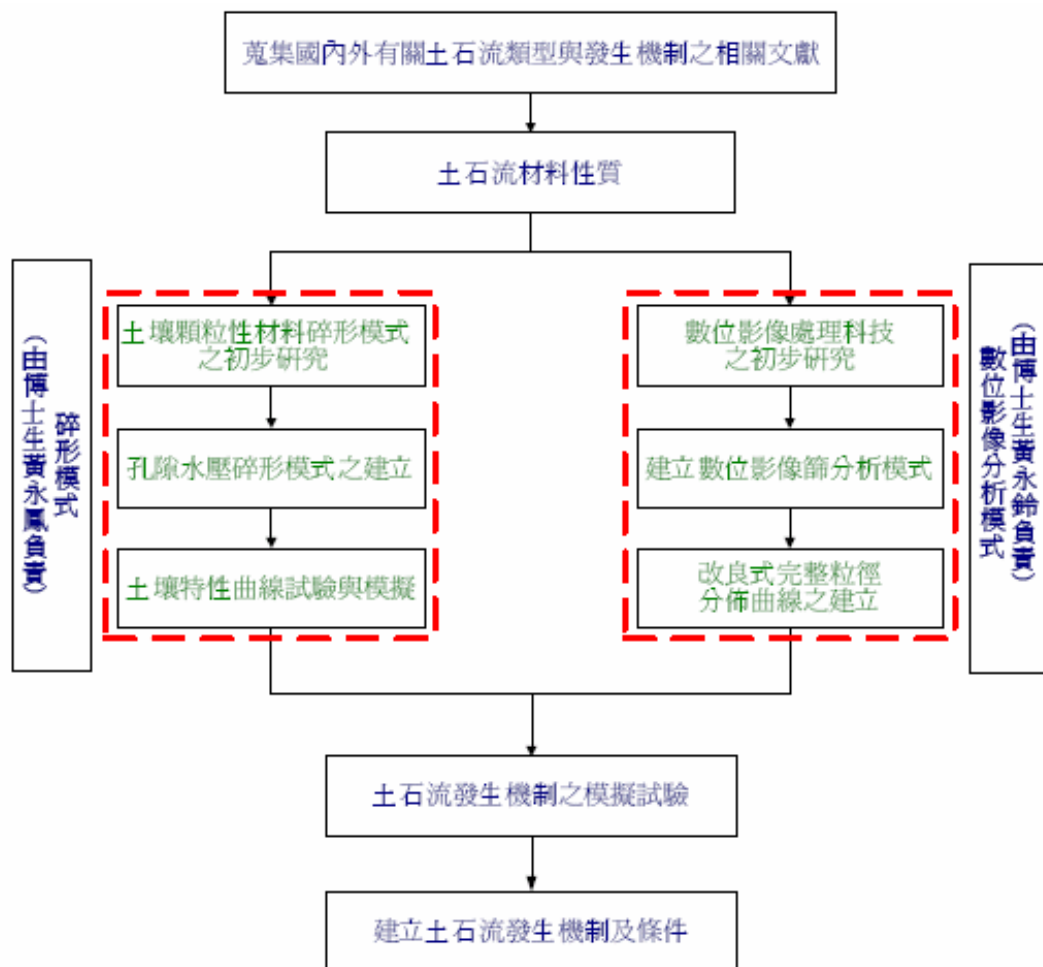 蒐集國內外有關土石流類型與發生機制之相關文獻
土石流材料性質
碎形模式
（由博士生黃永鳳負責）
土壤顆粒性材料碎形模式
之初步研究
孔隙水壓碎形模式之建立
土壤特性曲線試驗與模擬
數位影像處理科技
之初步研究
建立數位影像篩分析模式
改良式完整粒徑
分佈曲線之建立
（由博士生黃永鈴負責）
數位影像分析模式
土石流發生機制之模擬試驗
建立土石流發生機制及條件